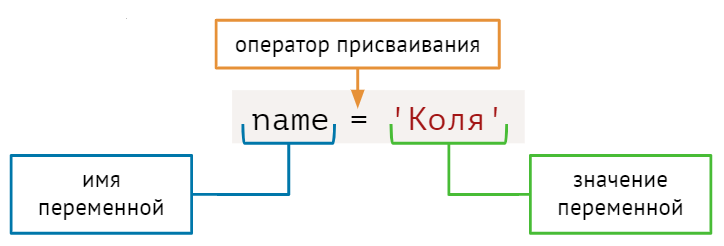 оператор присваивания
name = 'Коля'
имя
переменной
значение
переменной